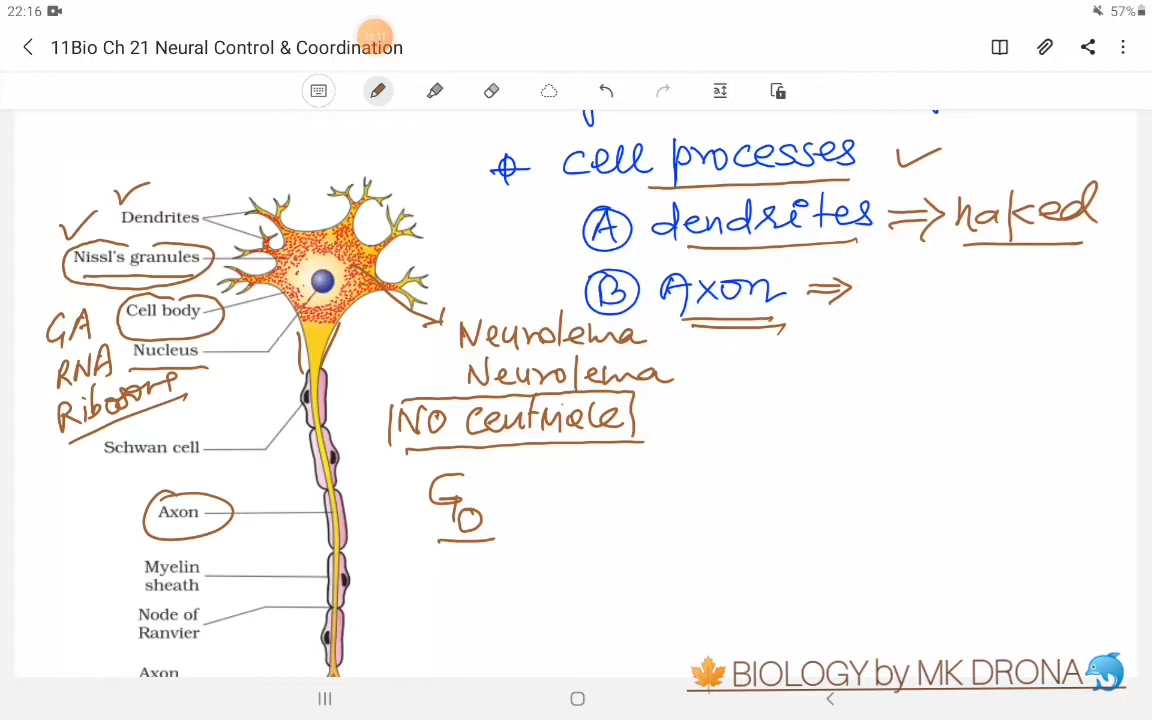 22:16
57%
11Bio Ch 21 Neural Control & Coordination
+ cell processes
A dendrites ⇒ naked
B Axon ⇒
Dendrites
Nissl's granules
Cell body
Nucleus
GA
RNA
Ribosome
Neurolema
Neurolema
NO centriole
G0
Schwan cell
Axon
Myelin
sheath
Node of
Ranvier
Axon
BIOLOGY by MK DRONA